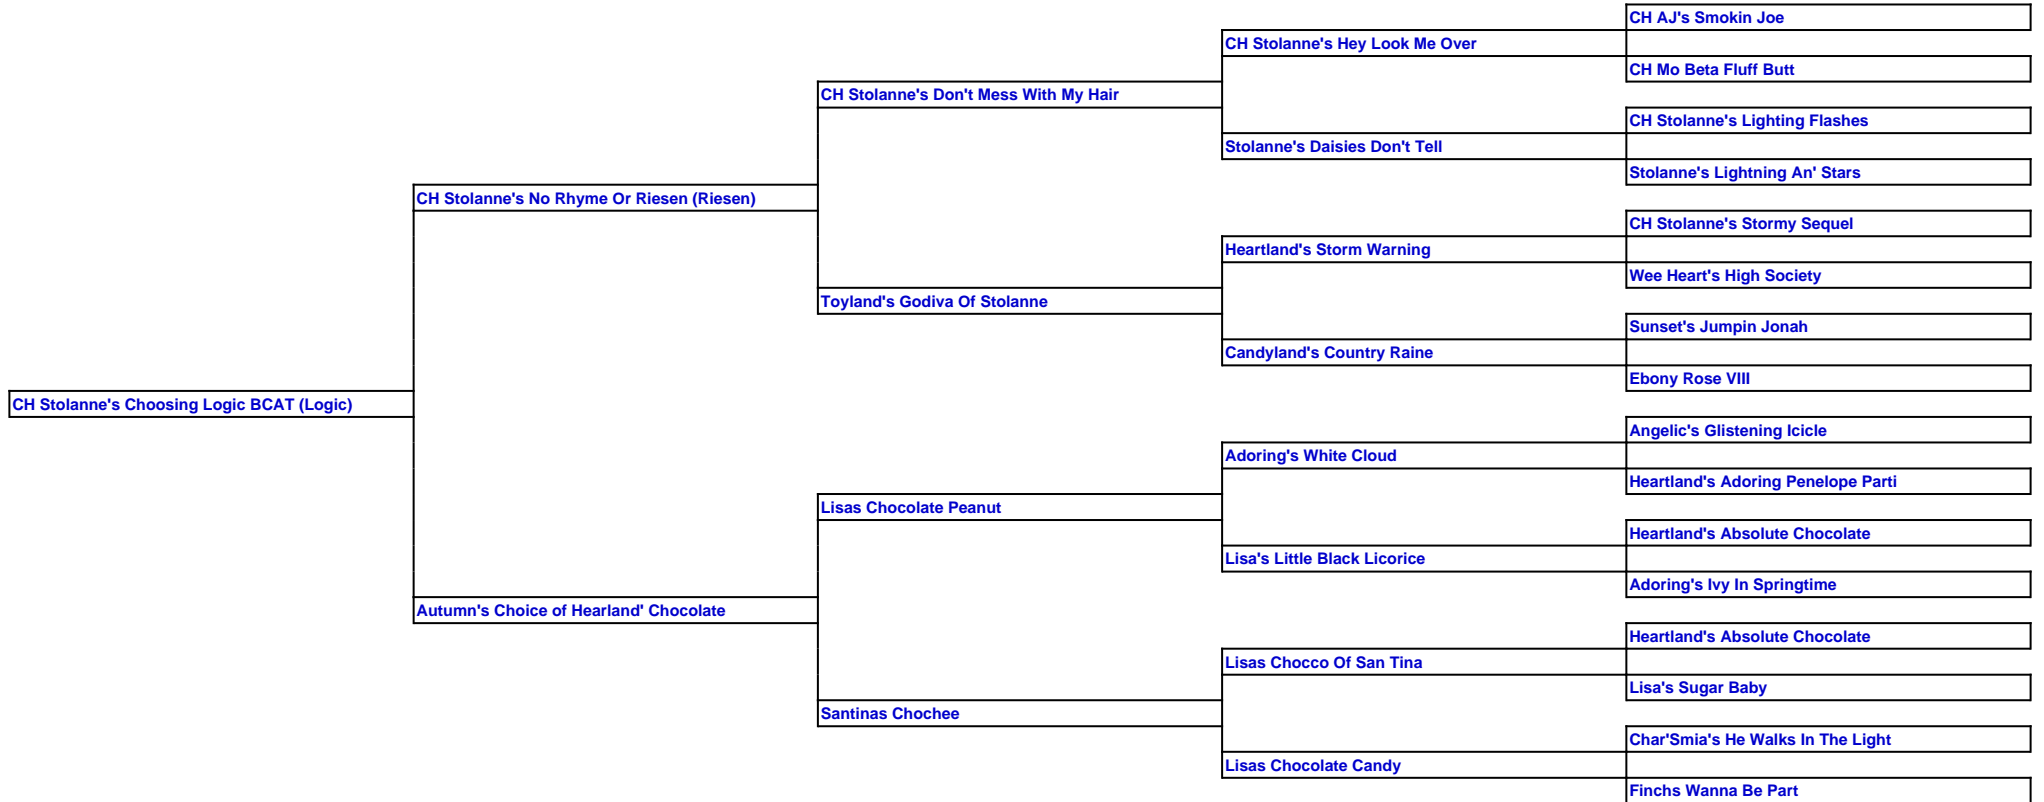 CH AJ's Smokin Joe
CH Stolanne's Hey Look Me Over
CH Mo Beta Fluff Butt
CH Stolanne's Don't Mess With My Hair
CH Stolanne's Lighting Flashes
Stolanne's Daisies Don't Tell
Stolanne's Lightning An' Stars
CH Stolanne's No Rhyme Or Riesen (Riesen)
CH Stolanne's Stormy Sequel
Heartland's Storm Warning
Wee Heart's High Society
Toyland's Godiva Of Stolanne
Sunset's Jumpin Jonah
Candyland's Country Raine
Ebony Rose VIII
CH Stolanne's Choosing Logic BCAT (Logic)
Angelic's Glistening Icicle
Adoring's White Cloud
Heartland's Adoring Penelope Parti
Lisas Chocolate Peanut
Heartland's Absolute Chocolate
Lisa's Little Black Licorice
Adoring's Ivy In Springtime
Autumn's Choice of Hearland' Chocolate
Heartland's Absolute Chocolate
Lisas Chocco Of San Tina
Lisa's Sugar Baby
Santinas Chochee
Char'Smia's He Walks In The Light
Lisas Chocolate Candy
Finchs Wanna Be Part